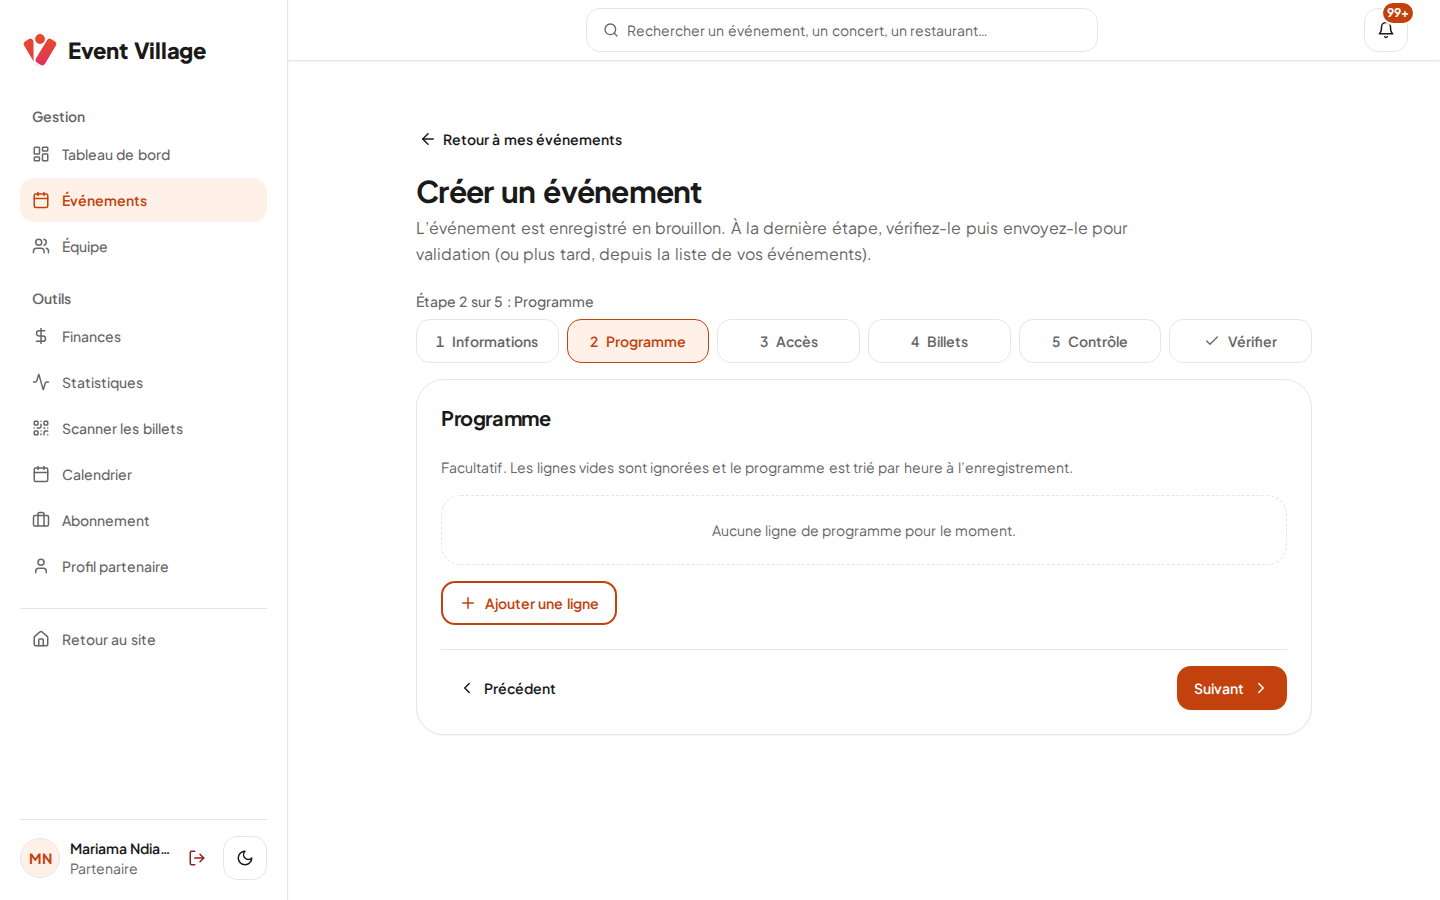 Event Village
Gestion
Tableau de bord
Événements
Équipe
Outils
Finances
Statistiques
Scanner les billets
Calendrier
Abonnement
Profil partenaire
Retour au site
MN
Mariama Ndia...
Partenaire
Rechercher un événement, un concert, un restaurant...
99+
Retour à mes événements
Créer un événement
L'événement est enregistré en brouillon. À la dernière étape, vérifiez-le puis envoyez-le pour
validation (ou plus tard, depuis la liste de vos événements).
Étape 2 sur 5 : Programme
1 Informations
2 Programme
3 Accès
4 Billets
5 Contrôle
Vérifier
Programme
Facultatif. Les lignes vides sont ignorées et le programme est trié par heure à l'enregistrement.
Aucune ligne de programme pour le moment.
Ajouter une ligne
Précédent
Suivant